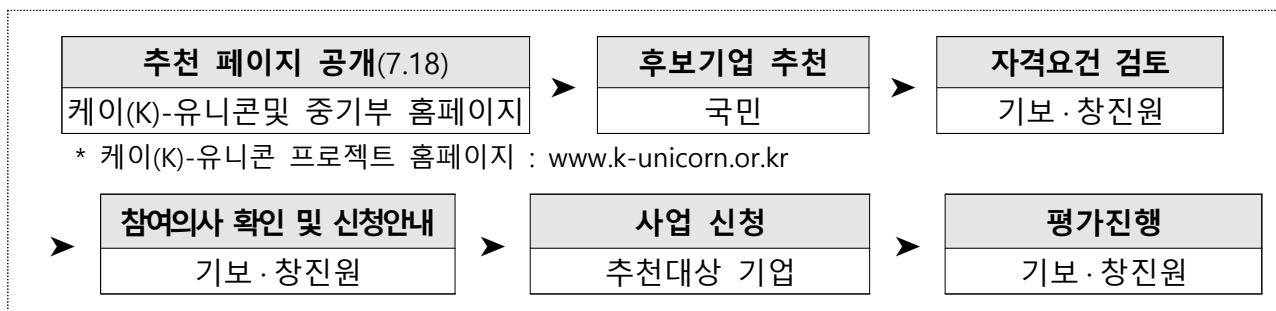 추천 페이지 공개(7.18) ➤ 후보기업 추천 ➤ 자격요건 검토
케이(K)-유니콘및 중기부 홈페이지 국민 기보·창진원
* 케이(K)-유니콘 프로젝트 홈페이지 : www.k-unicorn.or.kr
➤ 참여의사 확인 및 신청안내 ➤ 사업 신청 ➤ 평가진행
기보·창진원 추천대상 기업 기보·창진원